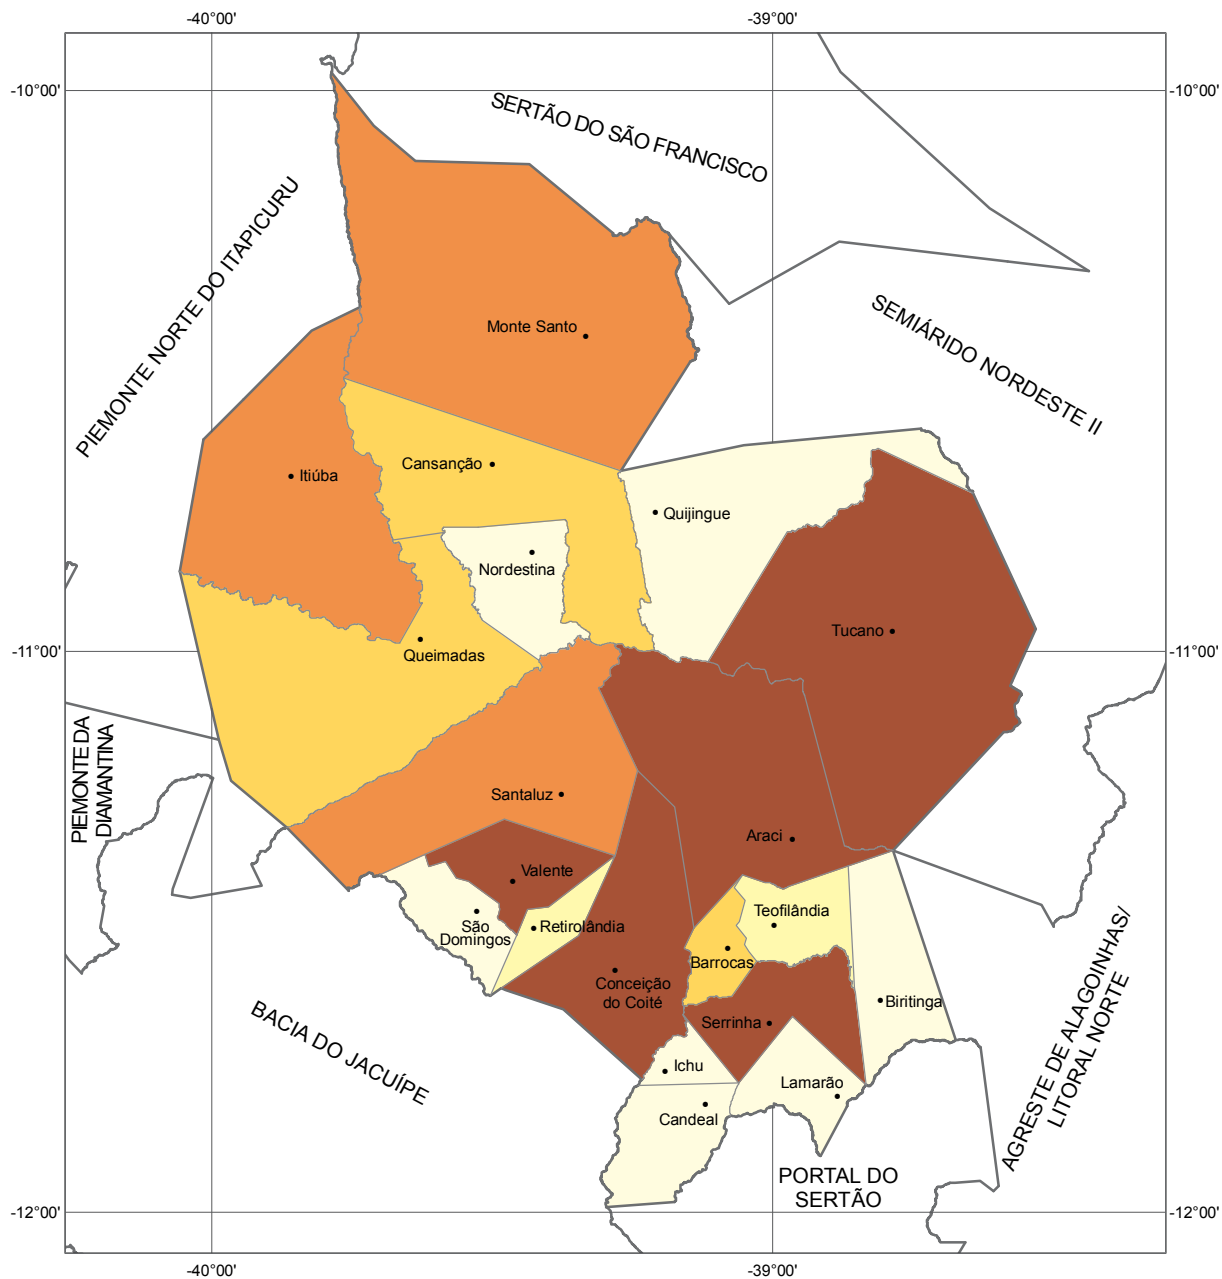 -40°00'
-39°00'
-10°00'
-10°00'
SERTÃO DO SÃO FRANCISCO
PIEMONTE NORTE DO ITAPICURU
SEMIÁRIDO NORDESTE II
Monte Santo
Cansanção
Itiúba
Quijingue
Nordestina
Tucano
Queimadas
-11°00'
-11°00'
PIEMONTE DA
DIAMANTINA
Santaluz
Araci
Valente
Teofilândia
São
Domingos
Retirolândia
Barrocas
Conceição
do Coité
Biritinga
Serrinha
AGRESTE DE ALAGOINHAS/
LITORAL NORTE
BACIA DO JACUÍPE
Ichu
Lamarão
Candeal
PORTAL DO
SERTÃO
-12°00'
-12°00'
-40°00'
-39°00'